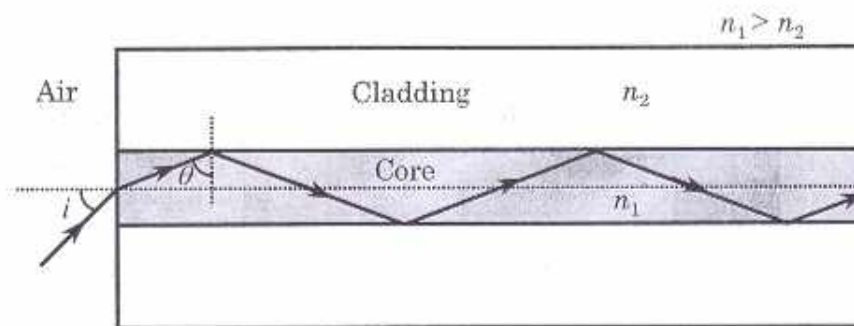 n₁ > n₂
Air
Cladding
n₂
θ
Core
i
n₁